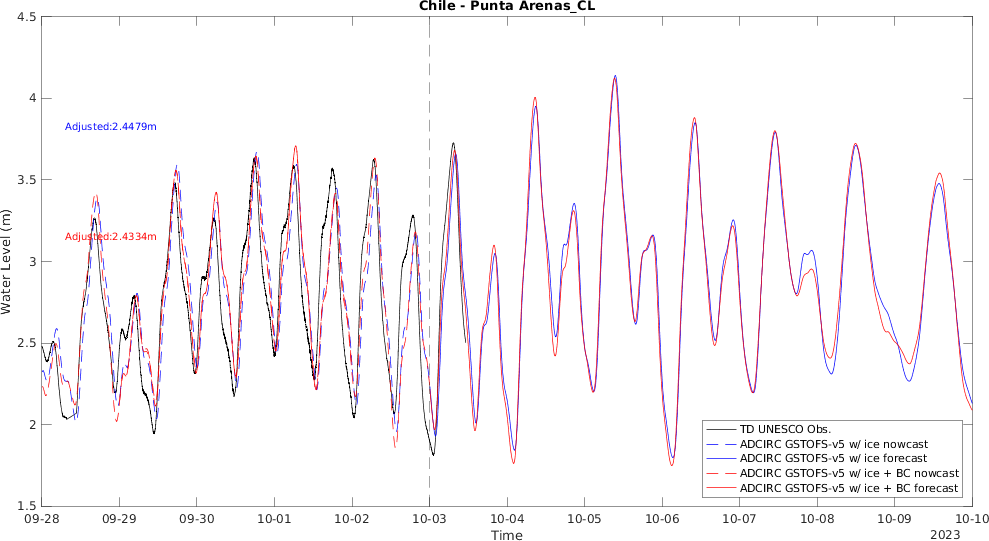 Chile - Punta Arenas_CL
4.5
4
3.5
3
2.5
2
1.5
Water Level (m)
Adjusted:2.4479m
Adjusted:2.4334m
TD UNESCO Obs.
ADCIRC GSTOFS-v5 w/ ice nowcast
ADCIRC GSTOFS-v5 w/ ice forecast
ADCIRC GSTOFS-v5 w/ ice + BC nowcast
ADCIRC GSTOFS-v5 w/ ice + BC forecast
09-28 09-29 09-30 10-01 10-02 10-03 10-04 10-05 10-06 10-07 10-08 10-09 10-10
Time
2023